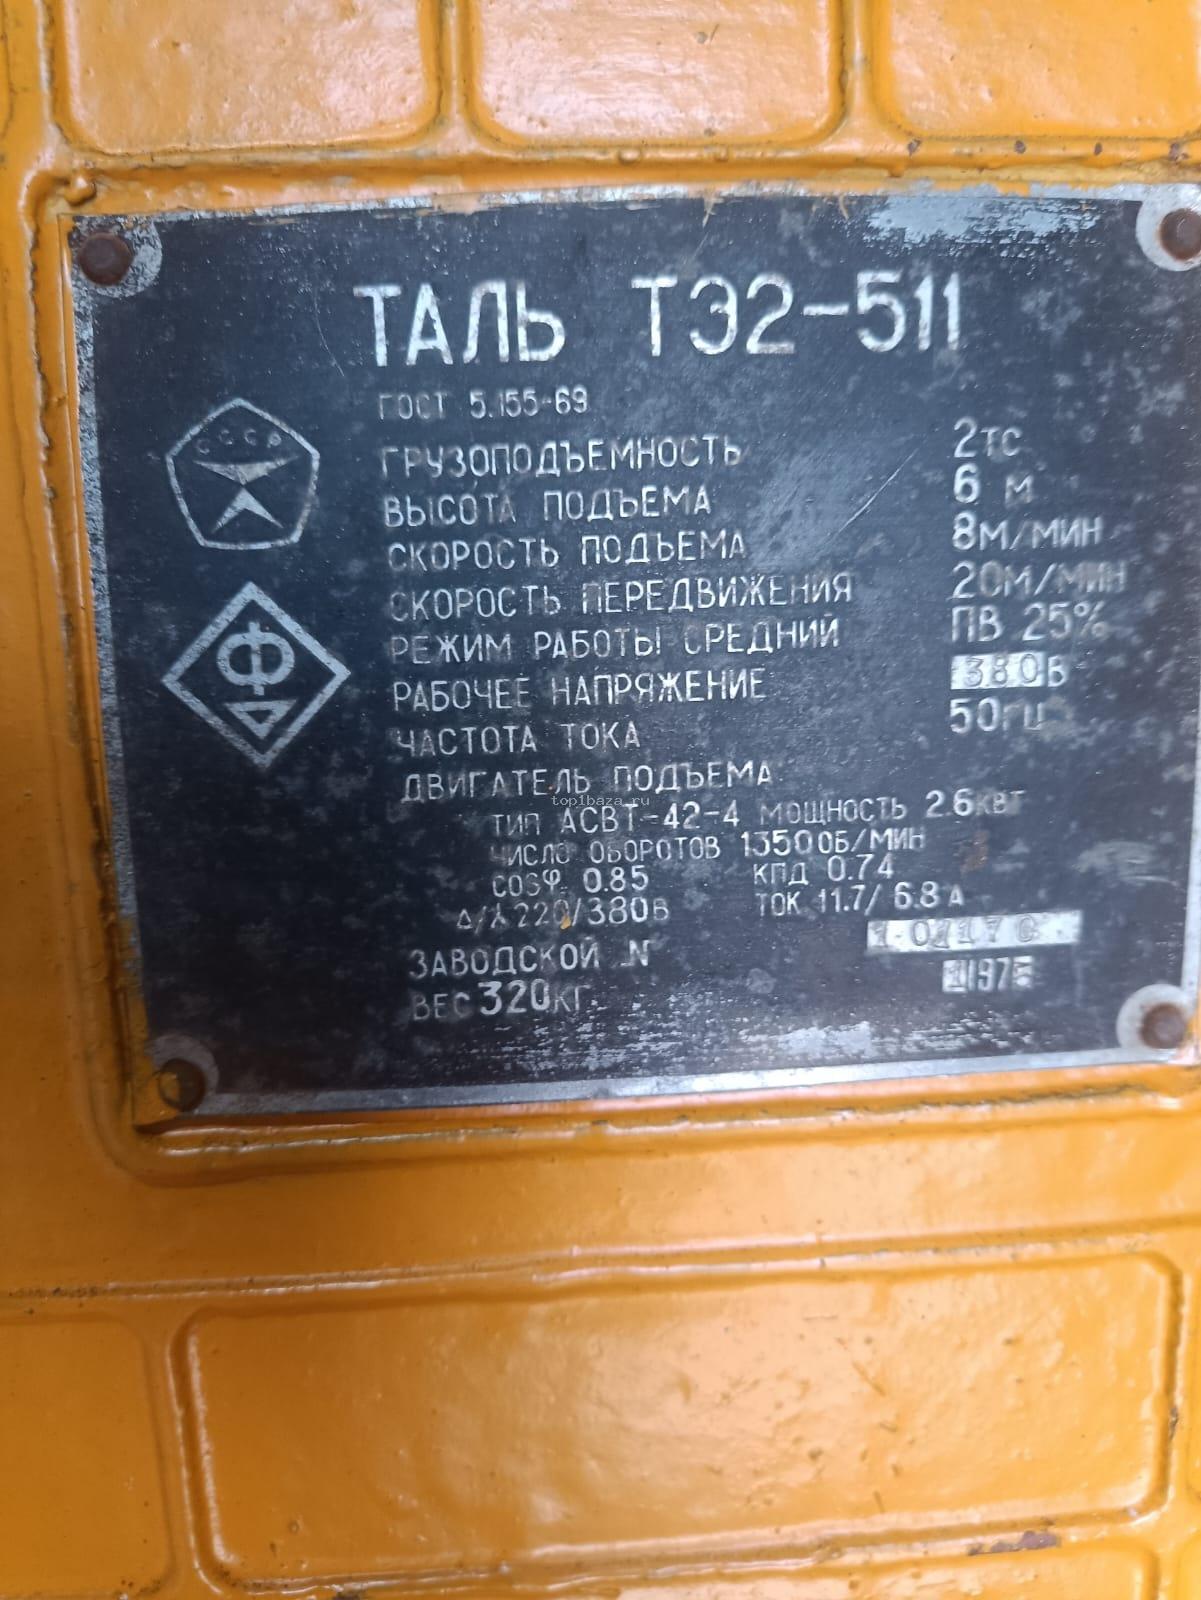 ТАЛЬ ТЭ2-511
ГОСТ 5.155-69
СССР
ГРУЗОПОДЪЕМНОСТЬ 2тс
ВЫСОТА ПОДЪЕМА 6 м
СКОРОСТЬ ПОДЪЕМА 8м/мин
СКОРОСТЬ ПЕРЕДВИЖЕНИЯ 20м/мин
РЕЖИМ РАБОТЫ СРЕДНИЙ ПВ 25%
РАБОЧЕЕ НАПРЯЖЕНИЕ 380В
ЧАСТОТА ТОКА 50гц
ДВИГАТЕЛЬ ПОДЪЕМА
top1baza.ru
ТИП АСВТ-42-4 МОЩНОСТЬ 2.6КВТ
ЧИСЛО ОБОРОТОВ 1350ОБ/МИН
COSφ 0.85 КПД 0.74
Δ/⅄ 220/380В ТОК 11.7/6.8А
ЗАВОДСКОЙ N
ВЕС 320КГ